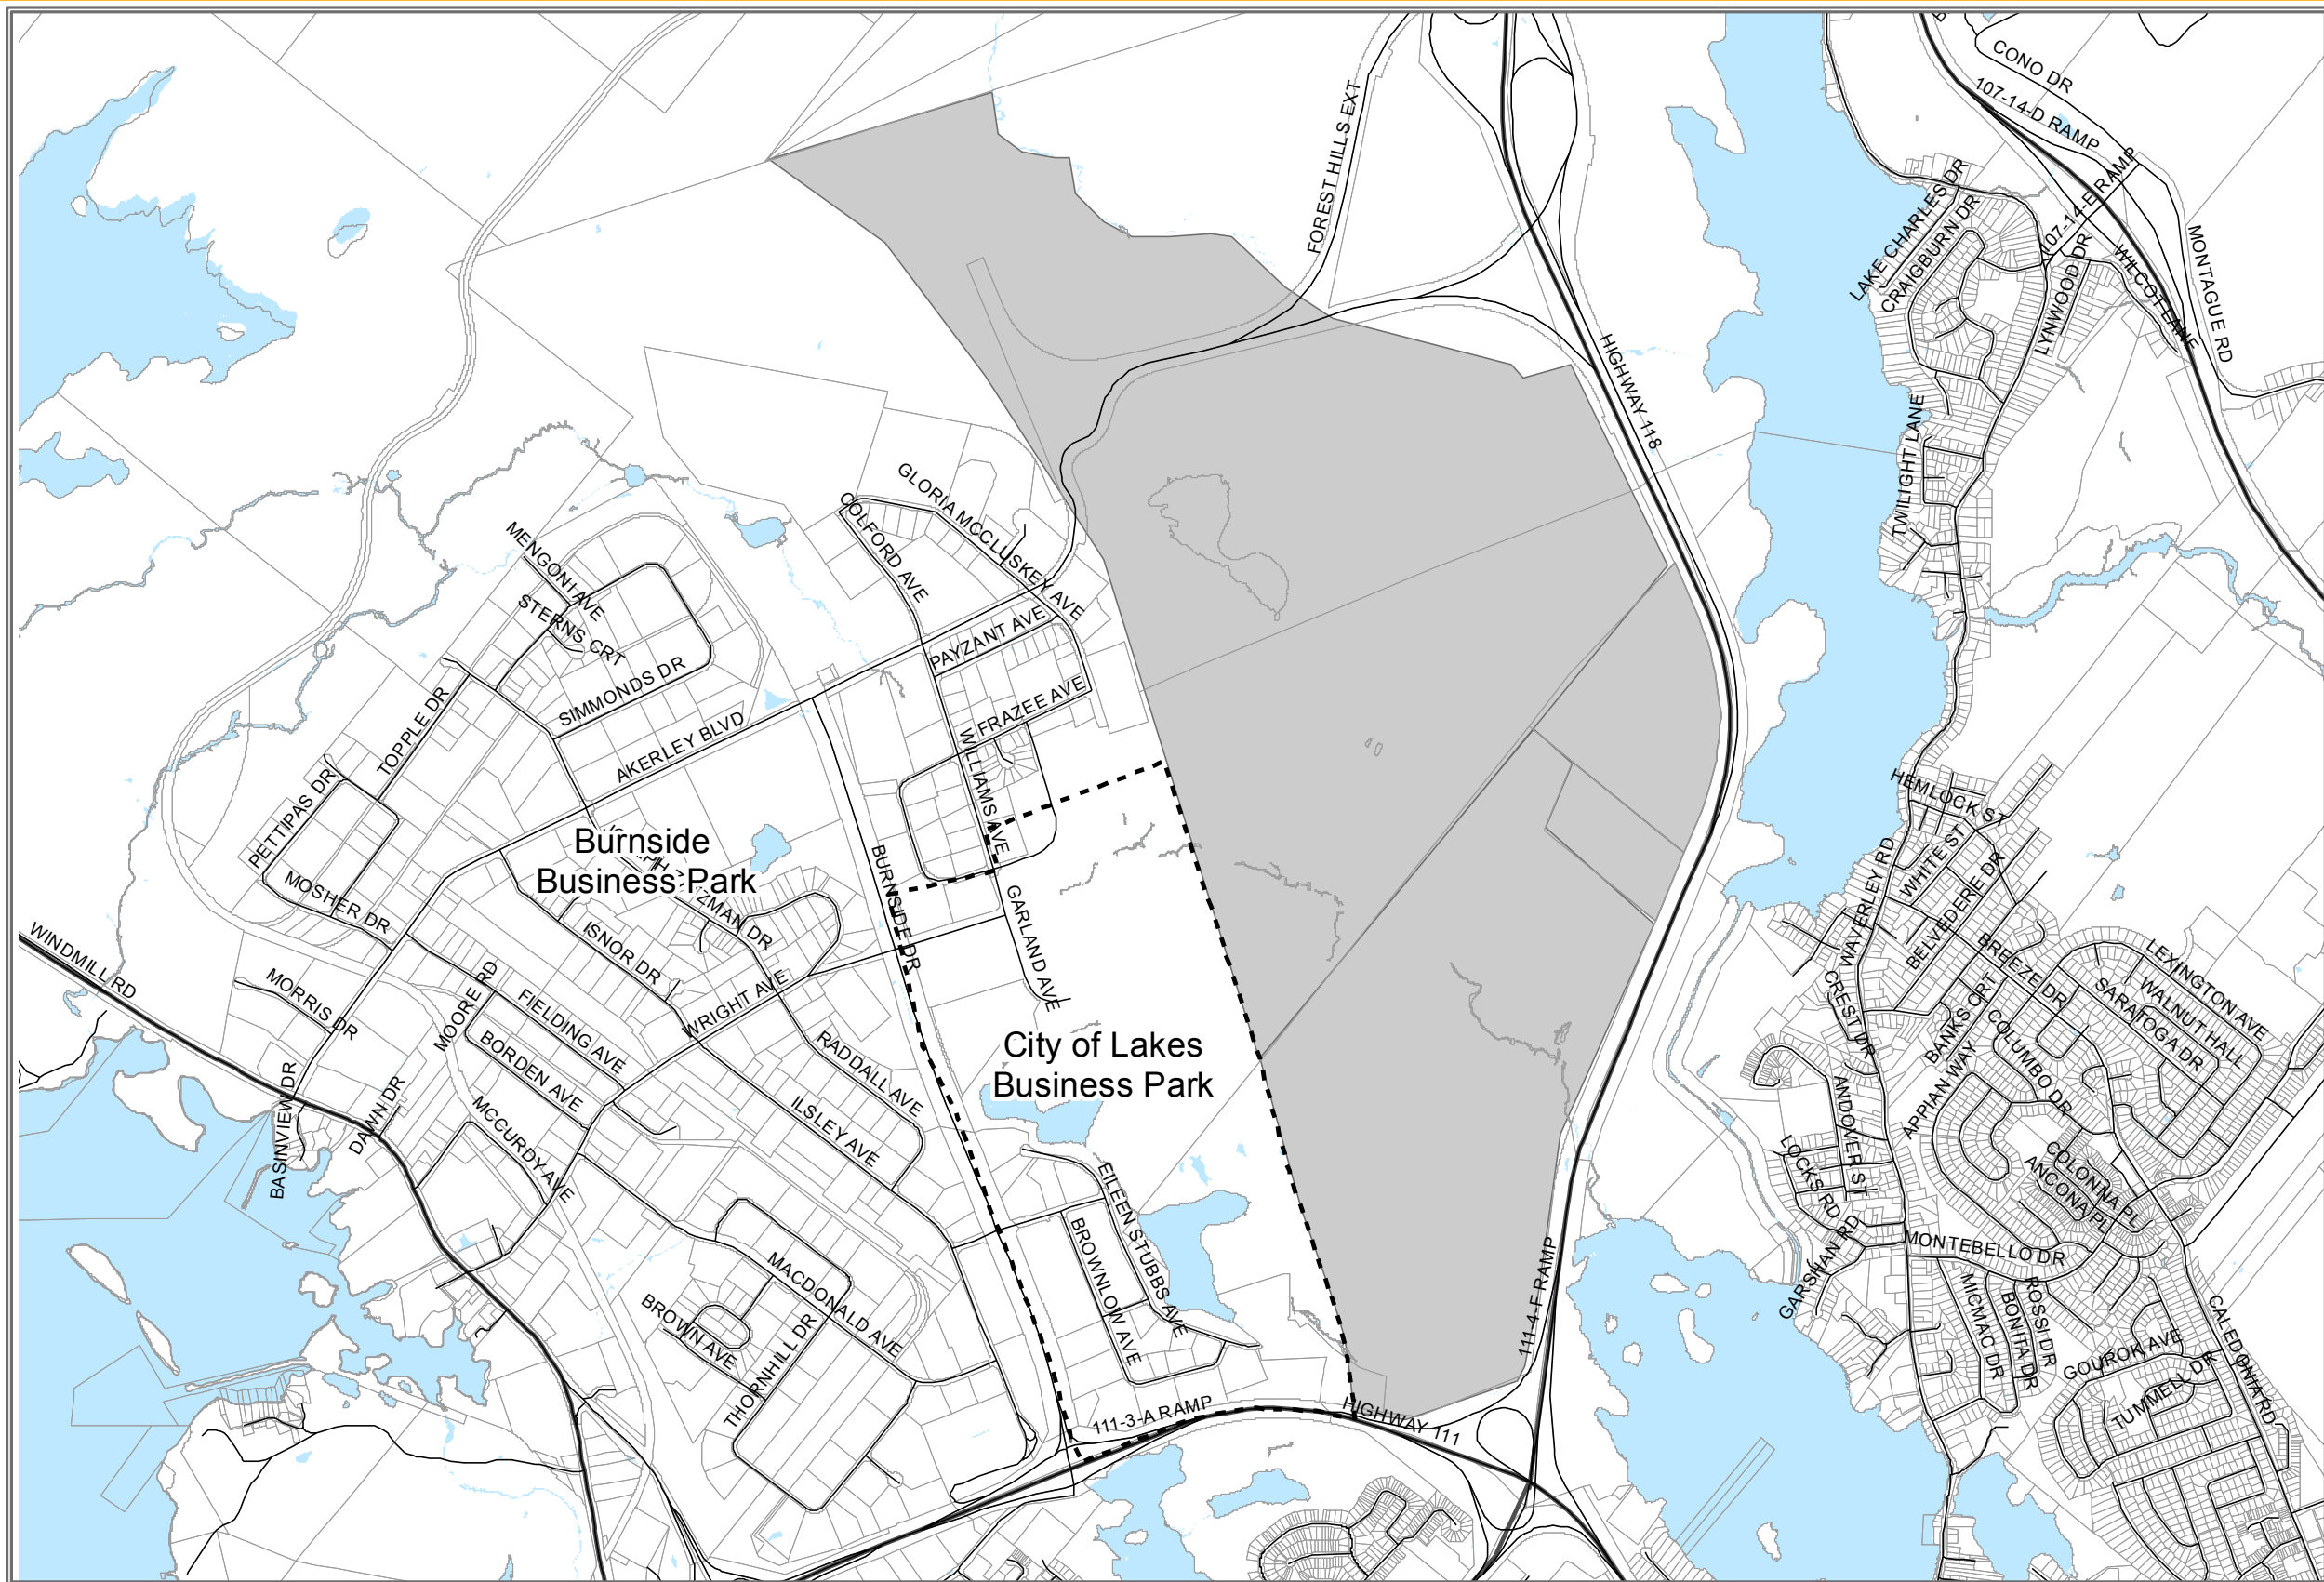 CONO DR
107-14-D RAMP
107-14-E RAMP
FOREST HILLS EXT
LAKE CHARLES DR
CRAIGBURN DR
LYNWOOD DR
WILCOT LANE
MONTAGUE RD
HIGHWAY 118
TWILIGHT LANE
GLORIA MCCLUSKEY AVE
COLFORD AVE
MENGONI AVE
STERNS CRT
PAYZANT AVE
SIMMONDS DR
TOPPLE DR
FRAZEE AVE
AKERLEY BLVD
WILLIAMS AVE
PETTIPAS DR
HEMLOCK ST
Burnside
Business Park
ZMAN DR
BURNSIDE DR
WHITE ST
WAVERLEY RD
BELVEDERE DR
MOSHER DR
GARLAND AVE
ISNOR DR
WINDMILL RD
BREEZE DR
LEXINGTON AVE
WALNUT HALL
SARATOGA DR
MORRIS DR
MOORE RD
FIELDING AVE
WRIGHT AVE
CREST DR
BANKS CRT
COLUMBO DR
City of Lakes
Business Park
BORDEN AVE
RADDALL AVE
APPIAN WAY
BASINVIEW DR
DAWN DR
MCCURDY AVE
ILSLEY AVE
ANDOVER ST
LOCKS RD
COLONNA PL
ANCONA PL
EILEEN STUBBS AVE
BROWNLOW AVE
GARSHAN RD
MONTEBELLO DR
MACDONALD AVE
111-4-F RAMP
MICMAC DR
BONITA DR
ROSSI DR
BROWN AVE
THORNHILL DR
CALEDONIA RD
GOUROK AVE
TUMMELL DR
111-3-A RAMP
HIGHWAY 111